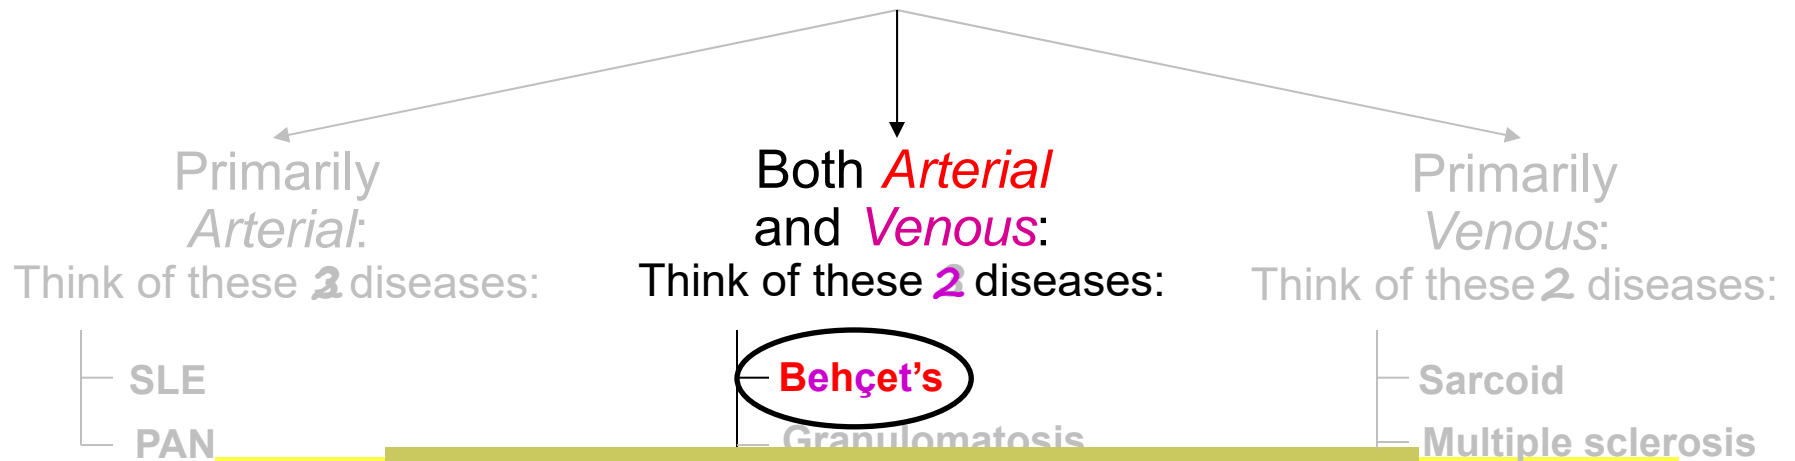 Primarily
Arterial:
Think of these 2 diseases:
SLE
PAN
Both Arterial
and Venous:
Think of these 2 diseases:
Behçet’s
Granulomatosis
Primarily
Venous:
Think of these 2 diseases:
Sarcoid
Multiple sclerosis